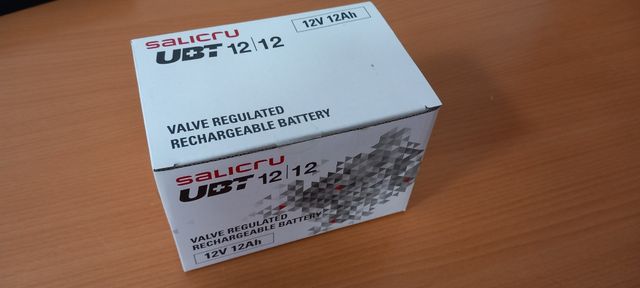 salicru
UBT 12|12
12V 12Ah
VALVE REGULATED
RECHARGEABLE BATTERY
salicru
UBT 12|12
VALVE REGULATED
RECHARGEABLE BATTERY
12V 12Ah